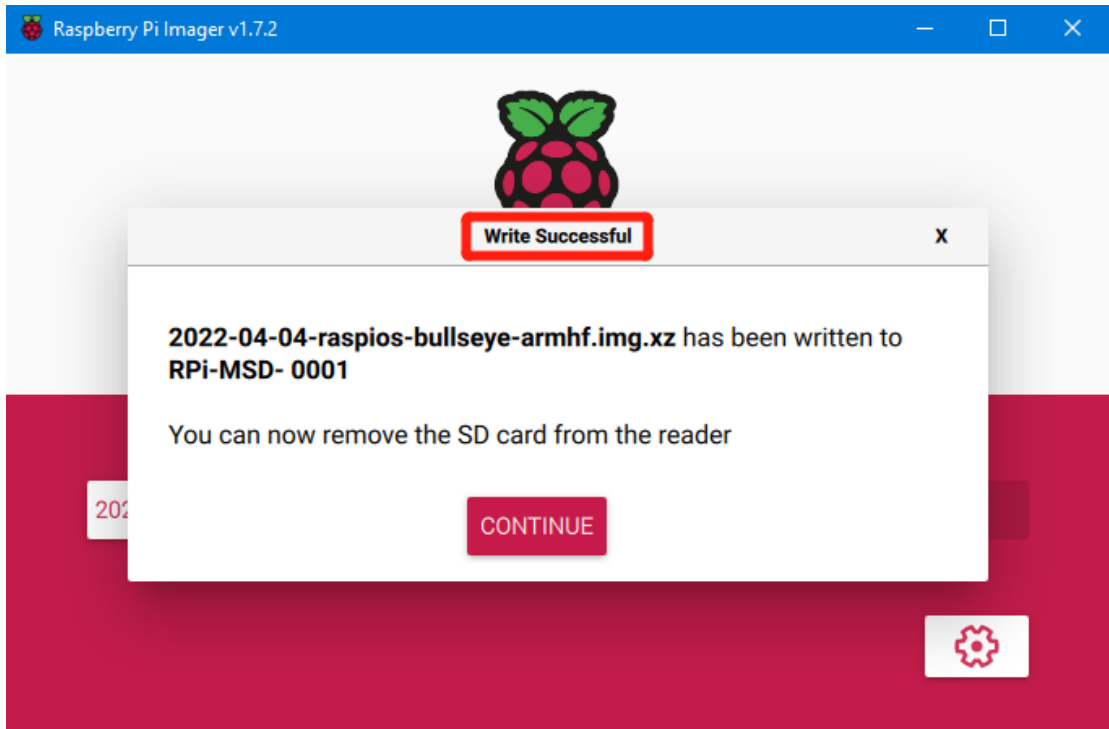 Raspberry Pi Imager v1.7.2
Write Successful
X
2022-04-04-raspios-bullseye-armhf.img.xz has been written to
RPi-MSD- 0001
You can now remove the SD card from the reader
202
CONTINUE